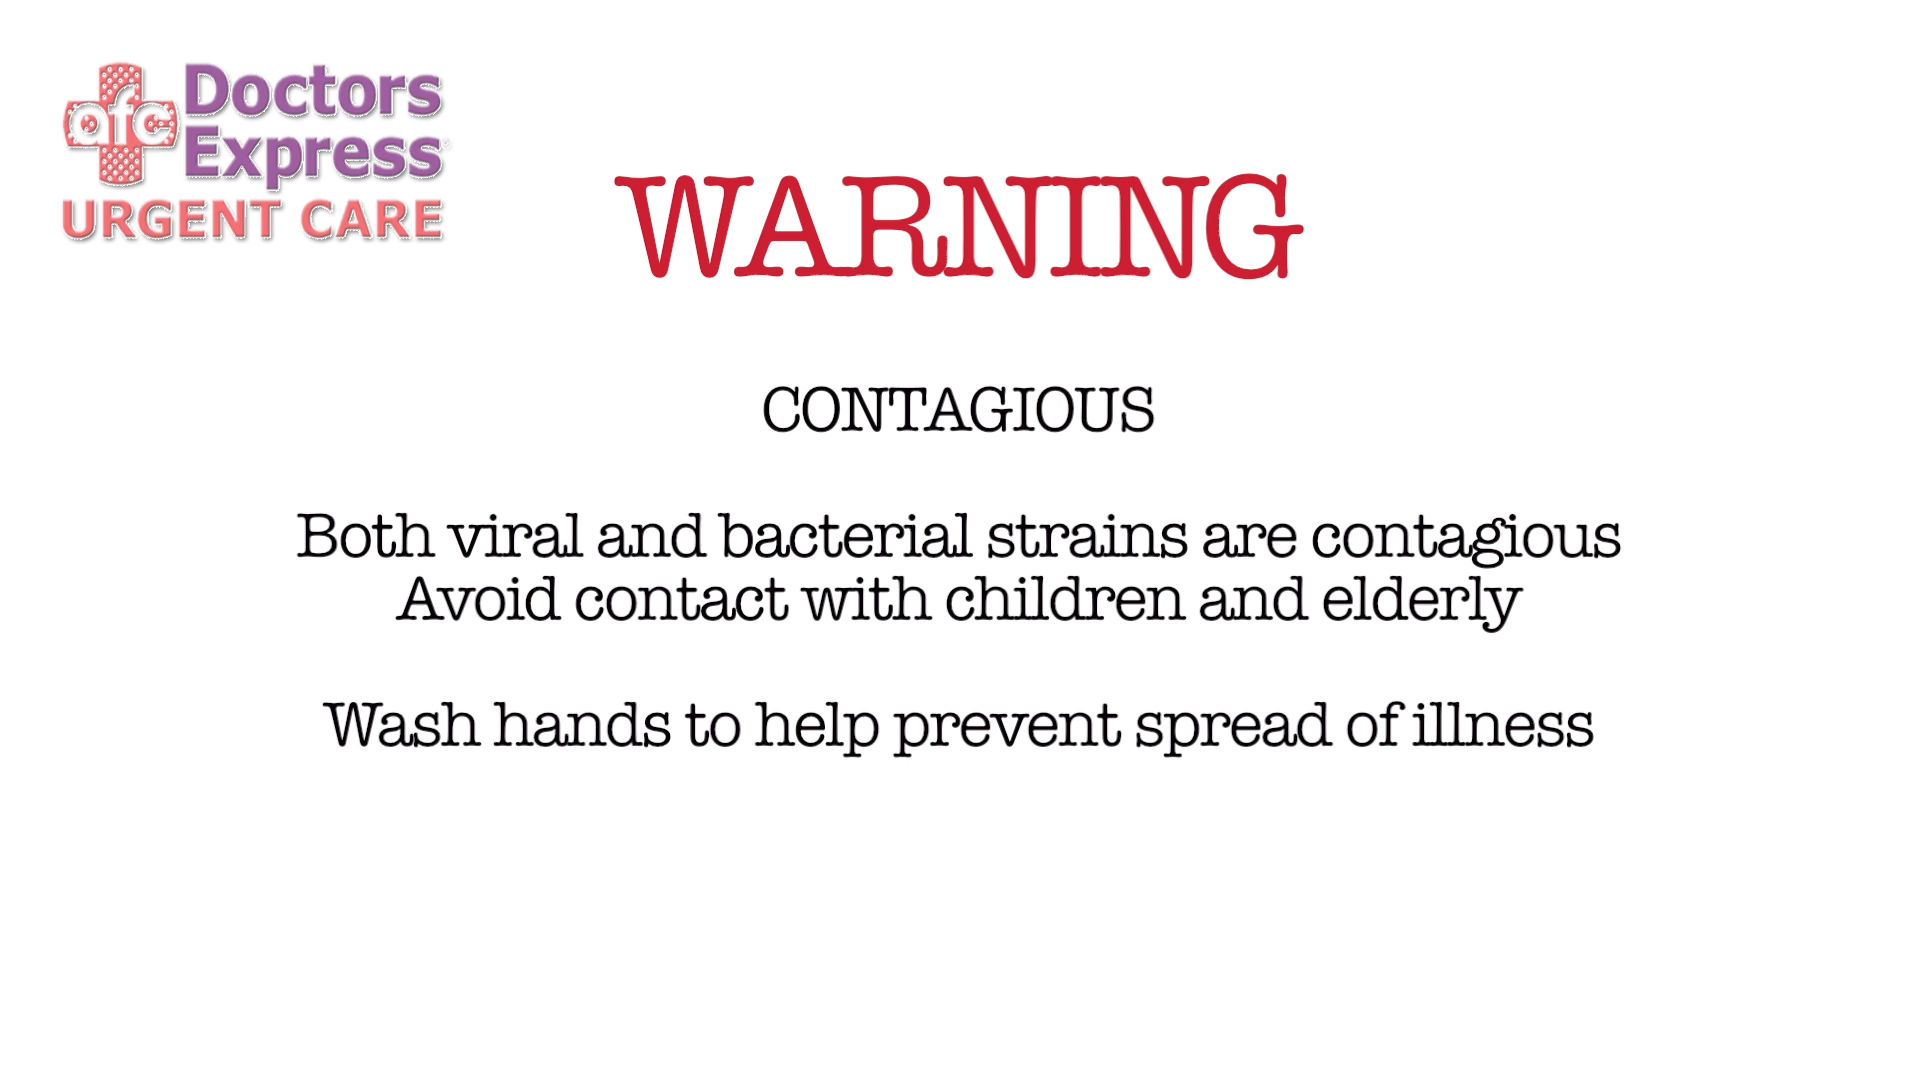 afc Doctors
Express
URGENT CARE
WARNING
CONTAGIOUS
Both viral and bacterial strains are contagious
Avoid contact with children and elderly
Wash hands to help prevent spread of illness